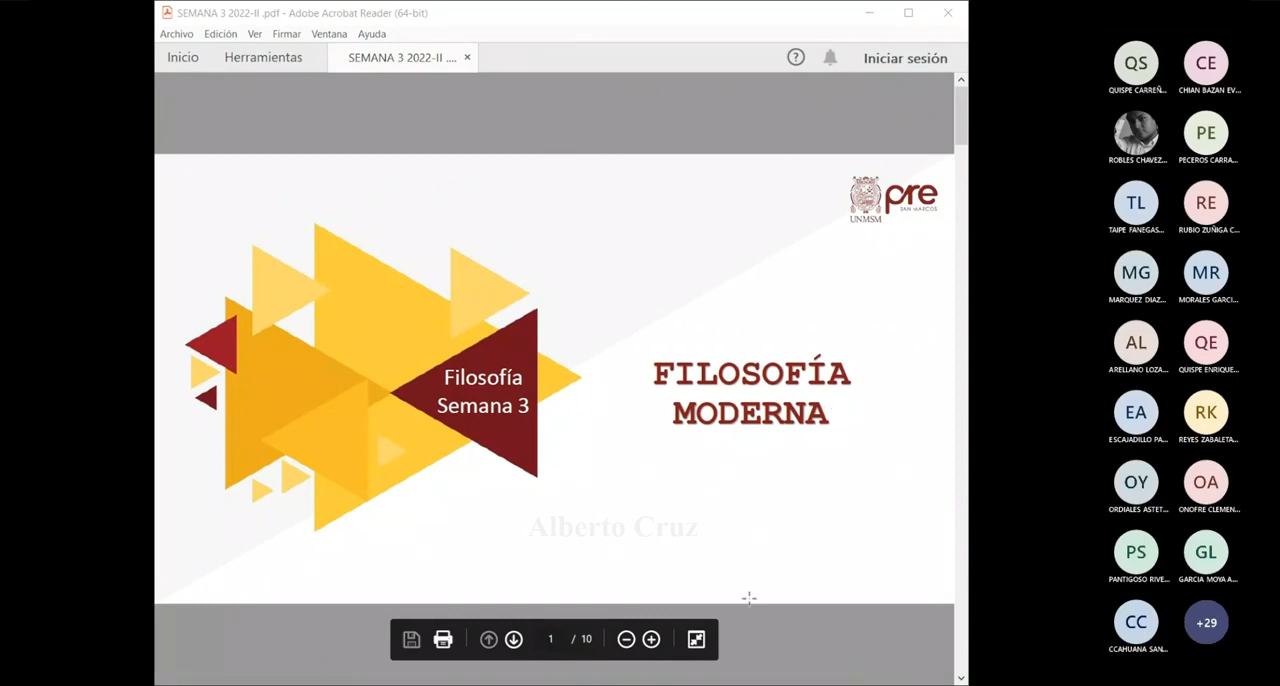 SEMANA 3 2022-II .pdf - Adobe Acrobat Reader (64-bit)
Archivo Edición Ver Firmar Ventana Ayuda
Inicio Herramientas SEMANA 3 2022-II .... × ? Iniciar sesión
UNMSM
pre
SAN MARCOS
Filosofía
Semana 3
FILOSOFÍA
MODERNA
Alberto Cruz
1 / 10
QS CE
QUISPE CARREÑ... CHIAN BAZAN EV...
PE
ROBLES CHAVEZ... PECEROS CARRA...
TL RE
TAIPE FANEGAS... RUBIO ZUÑIGA C...
MG MR
MARQUEZ DIAZ... MORALES GARCI...
AL QE
ARELLANO LOZA... QUISPE ENRIQUE...
EA RK
ESCAJADILLO PA... REYES ZABALETA...
OY OA
ORDIALES ASTET... ONOFRE CLEMEN...
PS GL
PANTIGOSO RIVE... GARCIA MOYA A...
CC +29
CCAHUANA SAN...